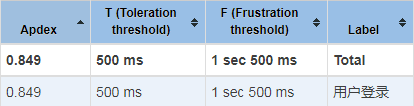 Apdex T (Toleration threshold) F (Frustration threshold) Label
0.849 500 ms 1 sec 500 ms Total
0.849 500 ms 1 sec 500 ms 用户登录